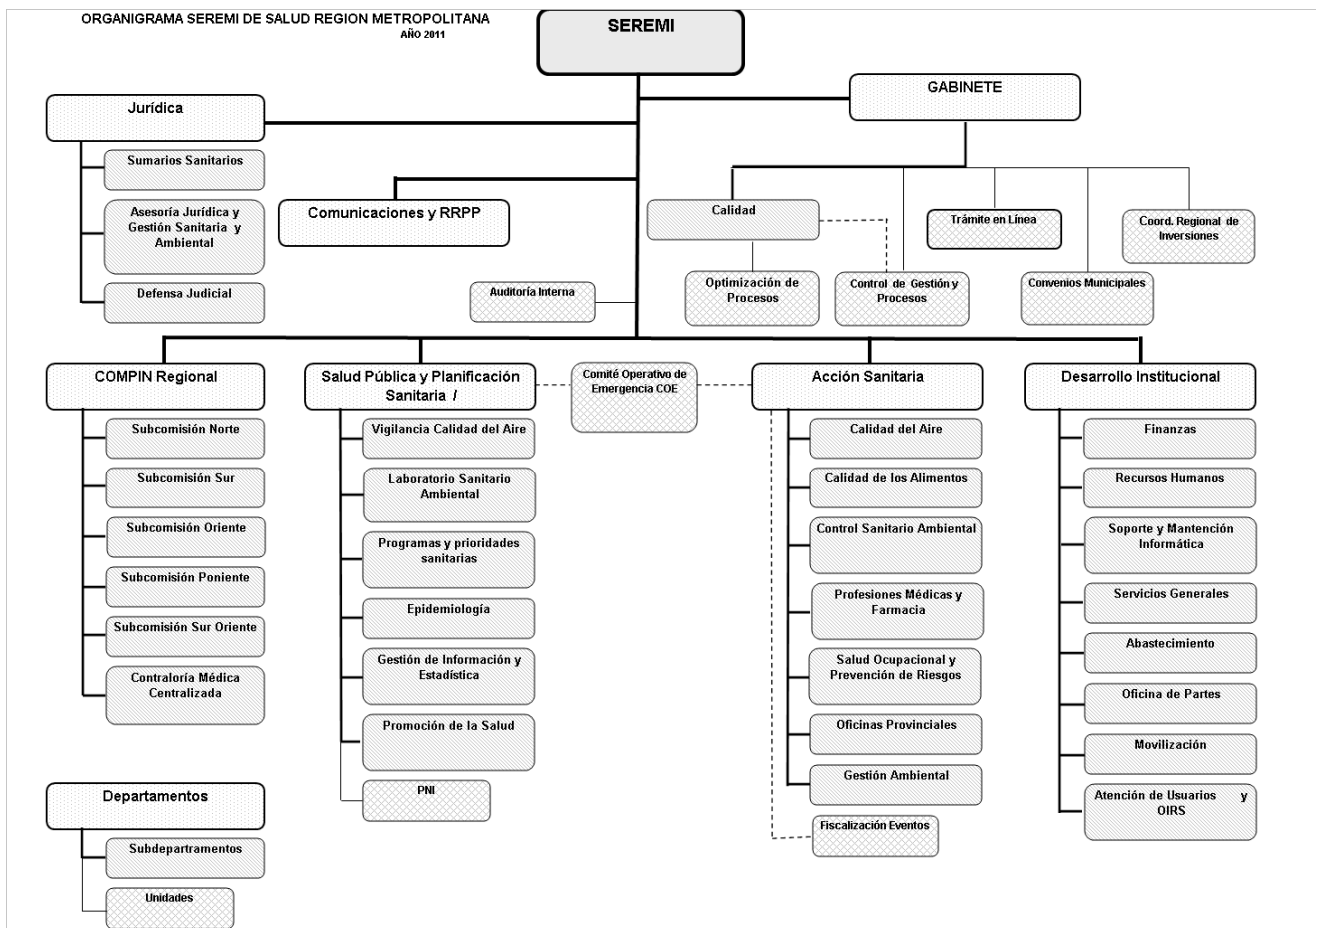 ORGANIGRAMA SEREMI DE SALUD REGION METROPOLITANA
AÑO 2011
SEREMI
GABINETE
Jurídica
Sumarios Sanitarios
Asesoría Jurídica y
Gestión Sanitaria y
Ambiental
Defensa Judicial
Comunicaciones y RRPP
Auditoría Interna
Calidad
Optimización de
Procesos
Control de Gestión y
Procesos
Trámite en Línea
Convenios Municipales
Coord. Regional de
Inversiones
COMPIN Regional
Subcomisión Norte
Subcomisión Sur
Subcomisión Oriente
Subcomisión Poniente
Subcomisión Sur Oriente
Contraloría Médica
Centralizada
Salud Pública y Planificación
Sanitaria /
Vigilancia Calidad del Aire
Laboratorio Sanitario
Ambiental
Programas y prioridades
sanitarias
Epidemiología
Gestión de Información y
Estadística
Promoción de la Salud
PNI
Comité Operativo de
Emergencia COE
Acción Sanitaria
Calidad del Aire
Calidad de los Alimentos
Control Sanitario Ambiental
Profesiones Médicas y
Farmacia
Salud Ocupacional y
Prevención de Riesgos
Oficinas Provinciales
Gestión Ambiental
Fiscalización Eventos
Desarrollo Institucional
Finanzas
Recursos Humanos
Soporte y Mantención
Informática
Servicios Generales
Abastecimiento
Oficina de Partes
Movilización
Atención de Usuarios y
OIRS
Departamentos
Subdepartramentos
Unidades